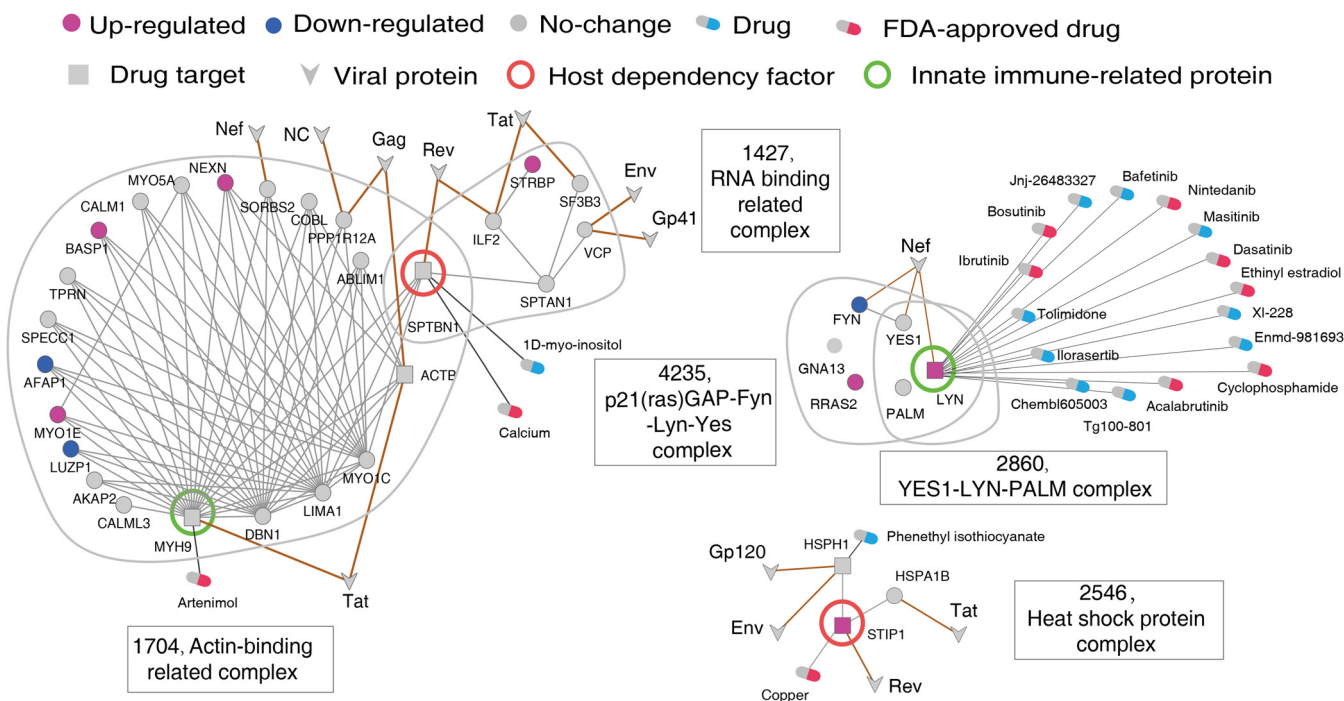 Up-regulated
Down-regulated
No-change
Drug
FDA-approved drug
Drug target
Viral protein
Host dependency factor
Innate immune-related protein
Nef
NC
Gag
Rev
Tat
Env
Gp41
NEXN
MYO5A
CALM1
BASP1
TPRN
SPECC1
AFAP1
MYO1E
LUZP1
AKAP2
CALML3
MYH9
DBN1
LIMA1
MYO1C
ACTB
SORBS2
COBL
PPP1R12A
ABLIM1
SPTBN1
STRBP
SF3B3
ILF2
VCP
SPTAN1
1D-myo-inositol
Calcium
Artenimol
Tat
1704, Actin-binding
related complex
1427,
RNA binding
related
complex
4235,
p21(ras)GAP-Fyn
-Lyn-Yes
complex
Nef
FYN
YES1
GNA13
RRAS2
PALM
LYN
Jnj-26483327
Bafetinib
Nintedanib
Bosutinib
Masitinib
Ibrutinib
Dasatinib
Ethinyl estradiol
Tolimidone
Xl-228
Ilorasertib
Enmd-981693
Cyclophosphamide
Chembl605003
Acalabrutinib
Tg100-801
2860,
YES1-LYN-PALM complex
HSPH1
Phenethyl isothiocyanate
Gp120
HSPA1B
Env
STIP1
Tat
Copper
Rev
2546,
Heat shock protein
complex